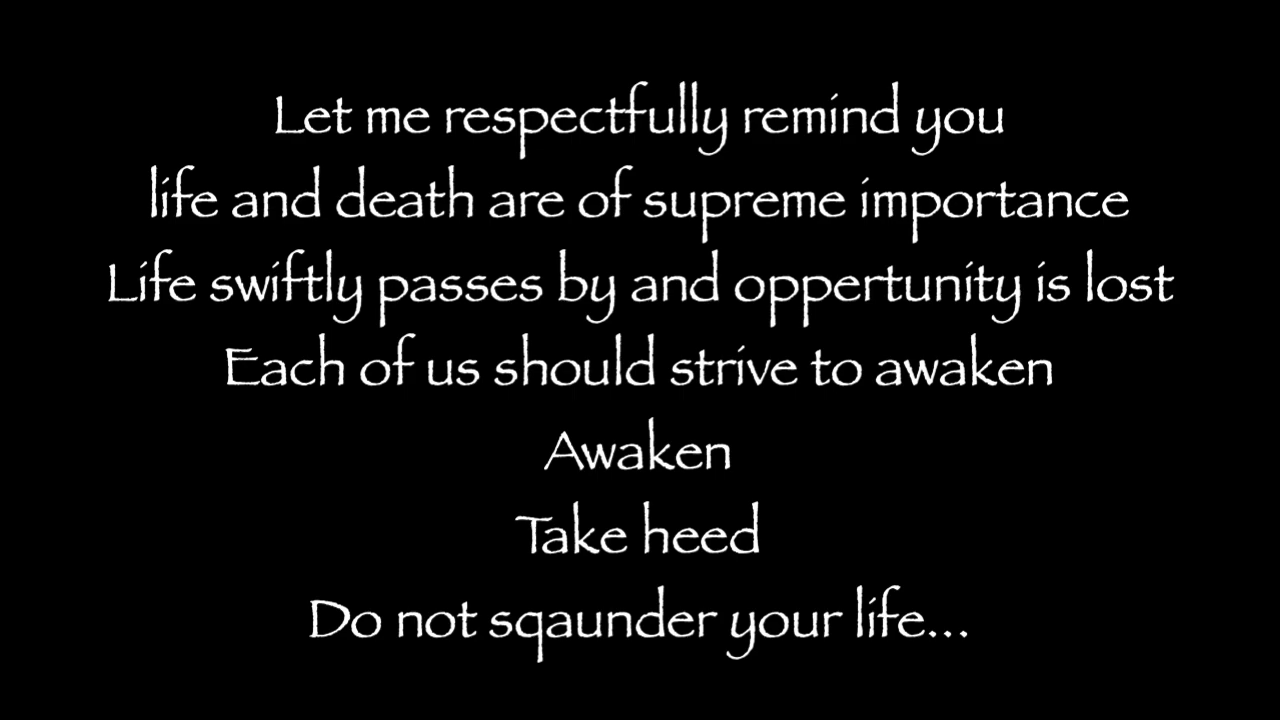 Let me respectfully remind you
life and death are of supreme importance
Life swiftly passes by and oppertunity is lost
Each of us should strive to awaken
Awaken
Take heed
Do not sqaunder your life...